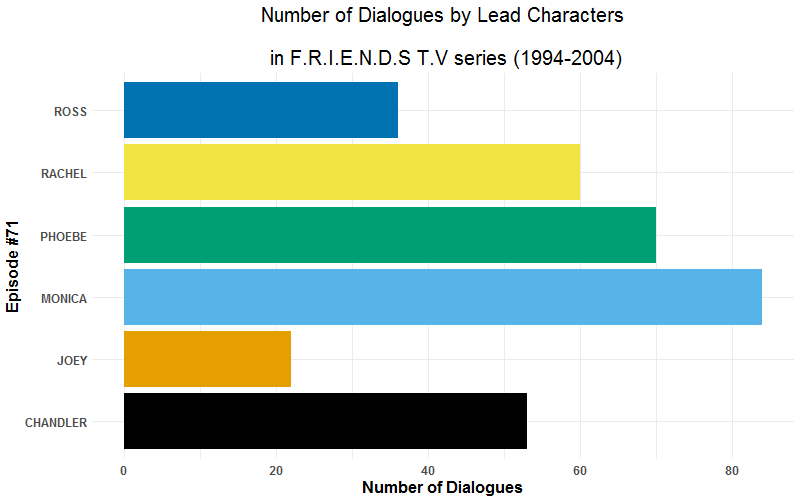 Number of Dialogues by Lead Characters
in F.R.I.E.N.D.S T.V series (1994-2004)
Episode #71
ROSS
RACHEL
PHOEBE
MONICA
JOEY
CHANDLER
0 20 40 60 80
Number of Dialogues